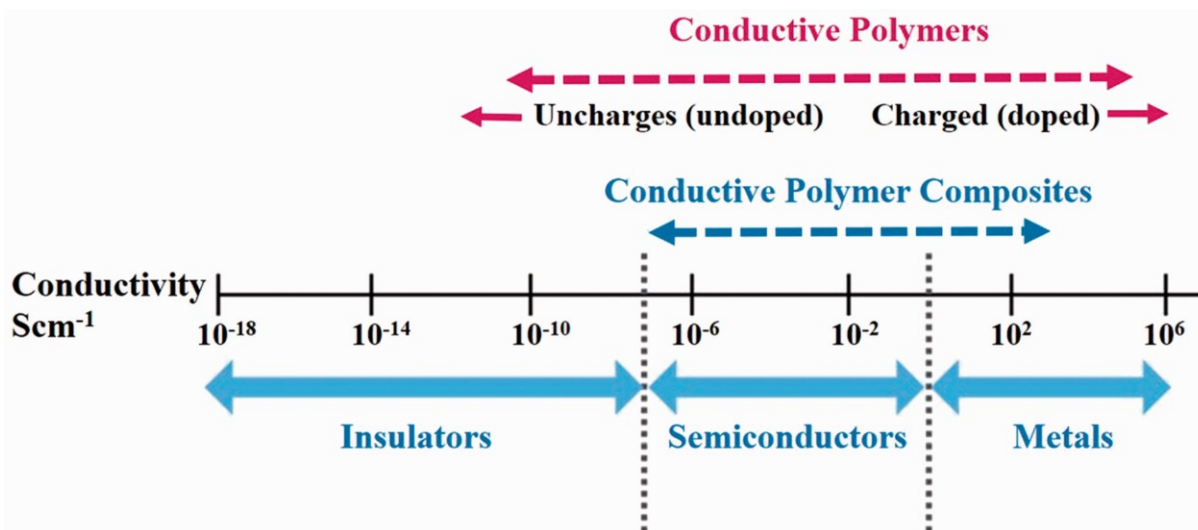 Conductive Polymers
Uncharges (undoped) Charged (doped)
Conductive Polymer Composites
Conductivity
Scm⁻¹
10⁻¹⁸ 10⁻¹⁴ 10⁻¹⁰ 10⁻⁶ 10⁻² 10² 10⁶
Insulators Semiconductors Metals